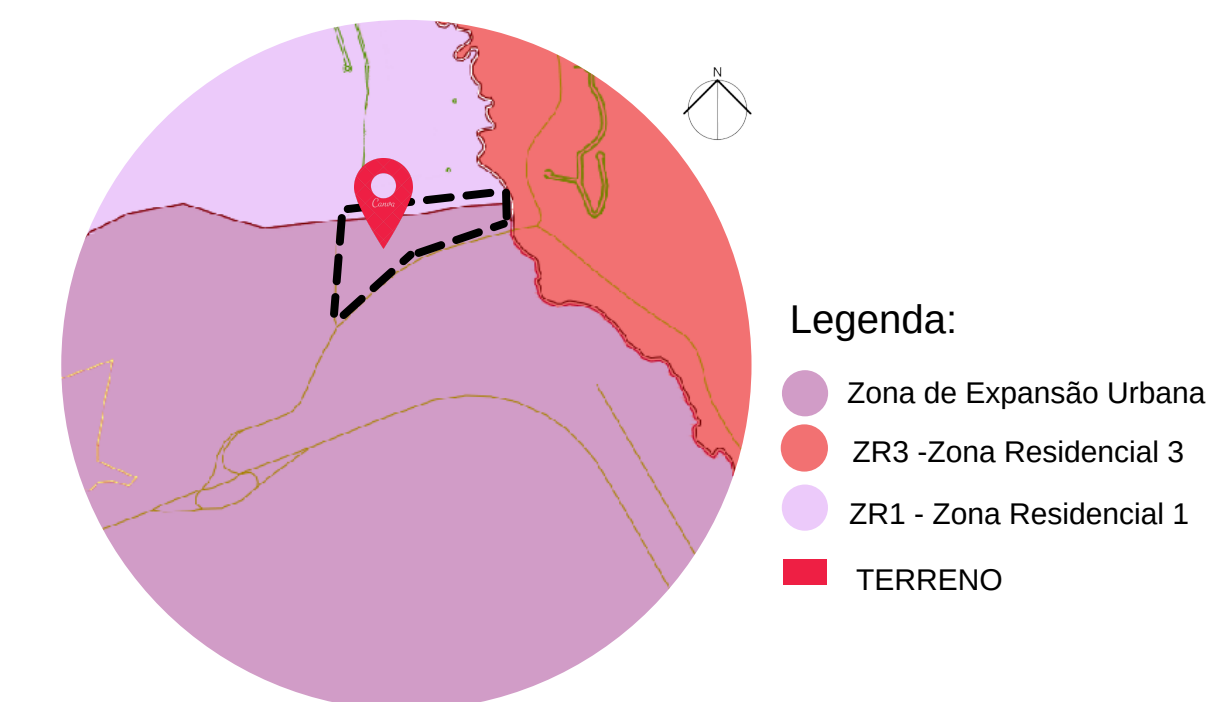 N
Canva
Legenda:
Zona de Expansão Urbana
ZR3 -Zona Residencial 3
ZR1 - Zona Residencial 1
TERRENO